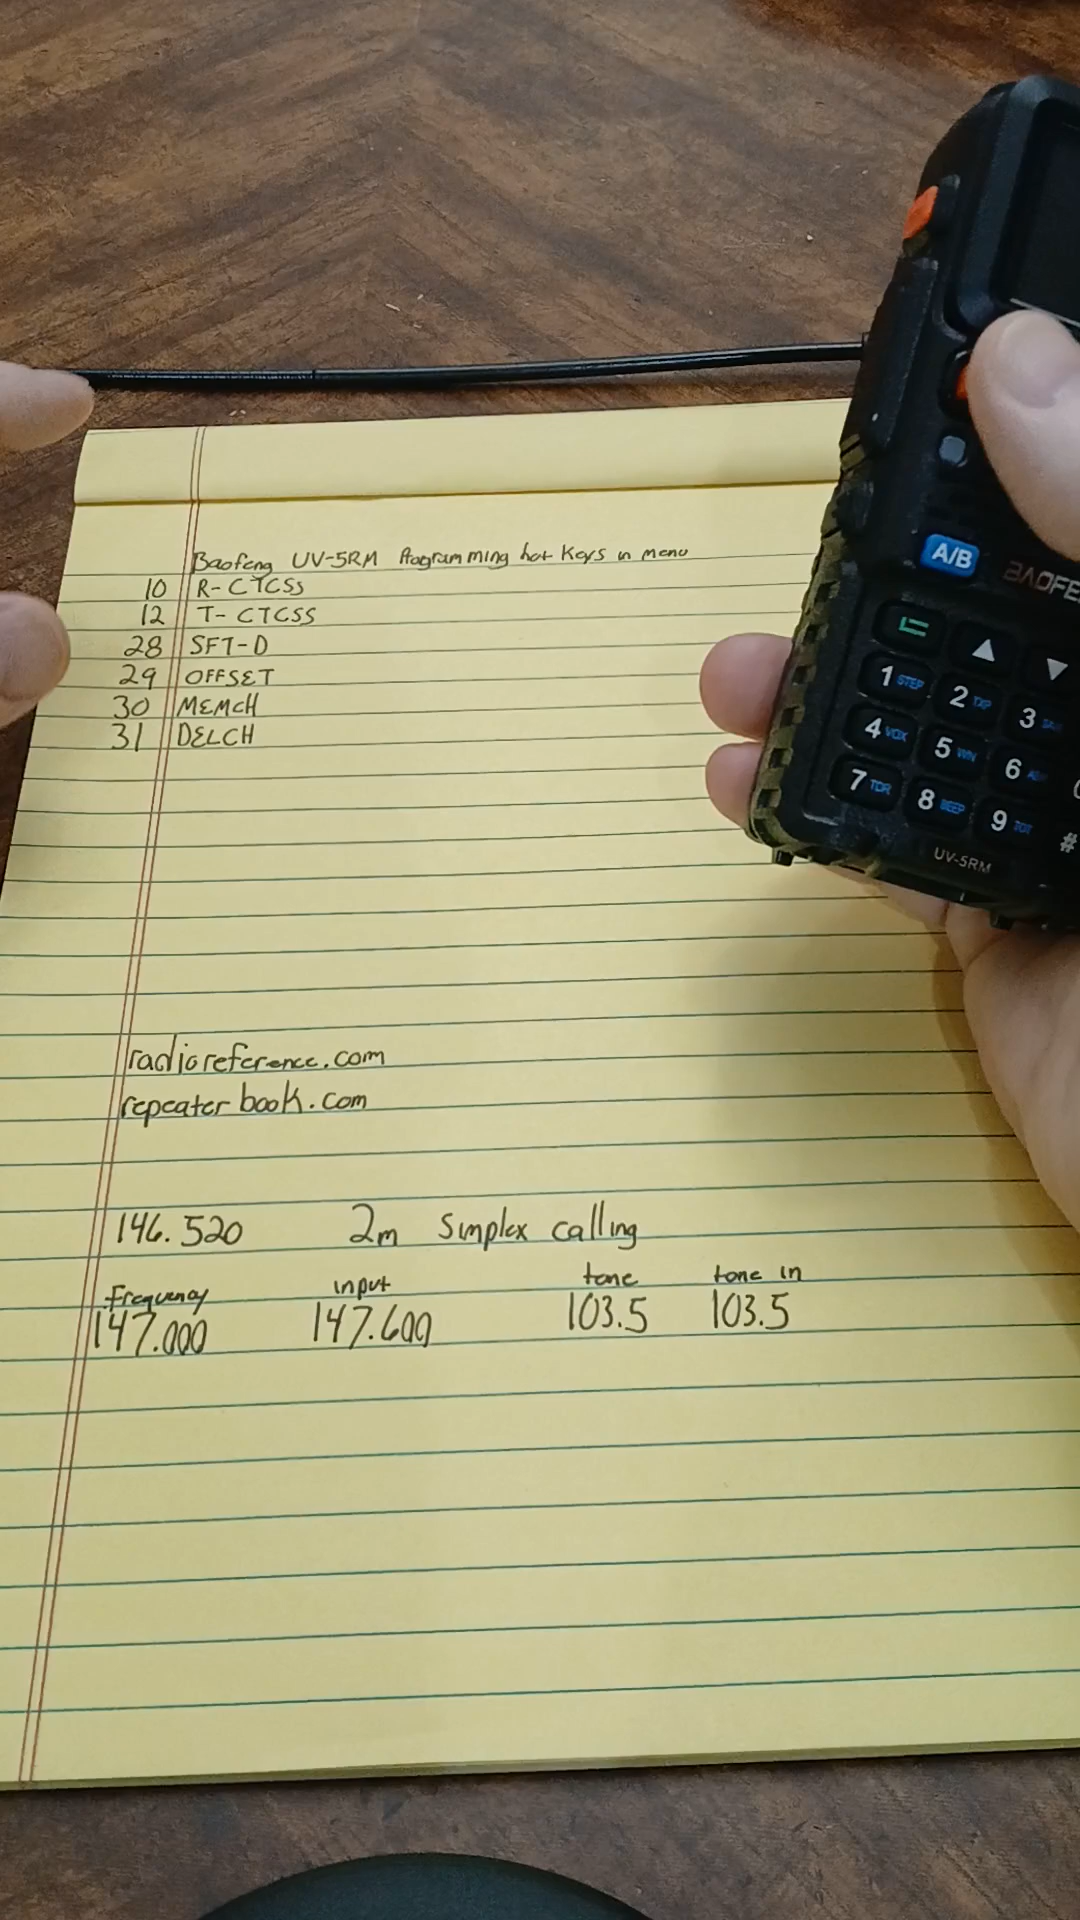 Baofeng UV-5RM Programming hot keys in menu
10 R-CTCSS
12 T-CTCSS
28 SFT-D
29 OFFSET
30 MEMCH
31 DELCH
radioreference.com
repeater book.com
146.520 2m Simplex calling
frequency input tone tone in
147.000 147.600 103.5 103.5
A/B
BAOFE
1 STEP 2 TXP 3
4 VOX 5 WN 6
7 TDR 8 BEEP 9 TOT #
UV-5RM